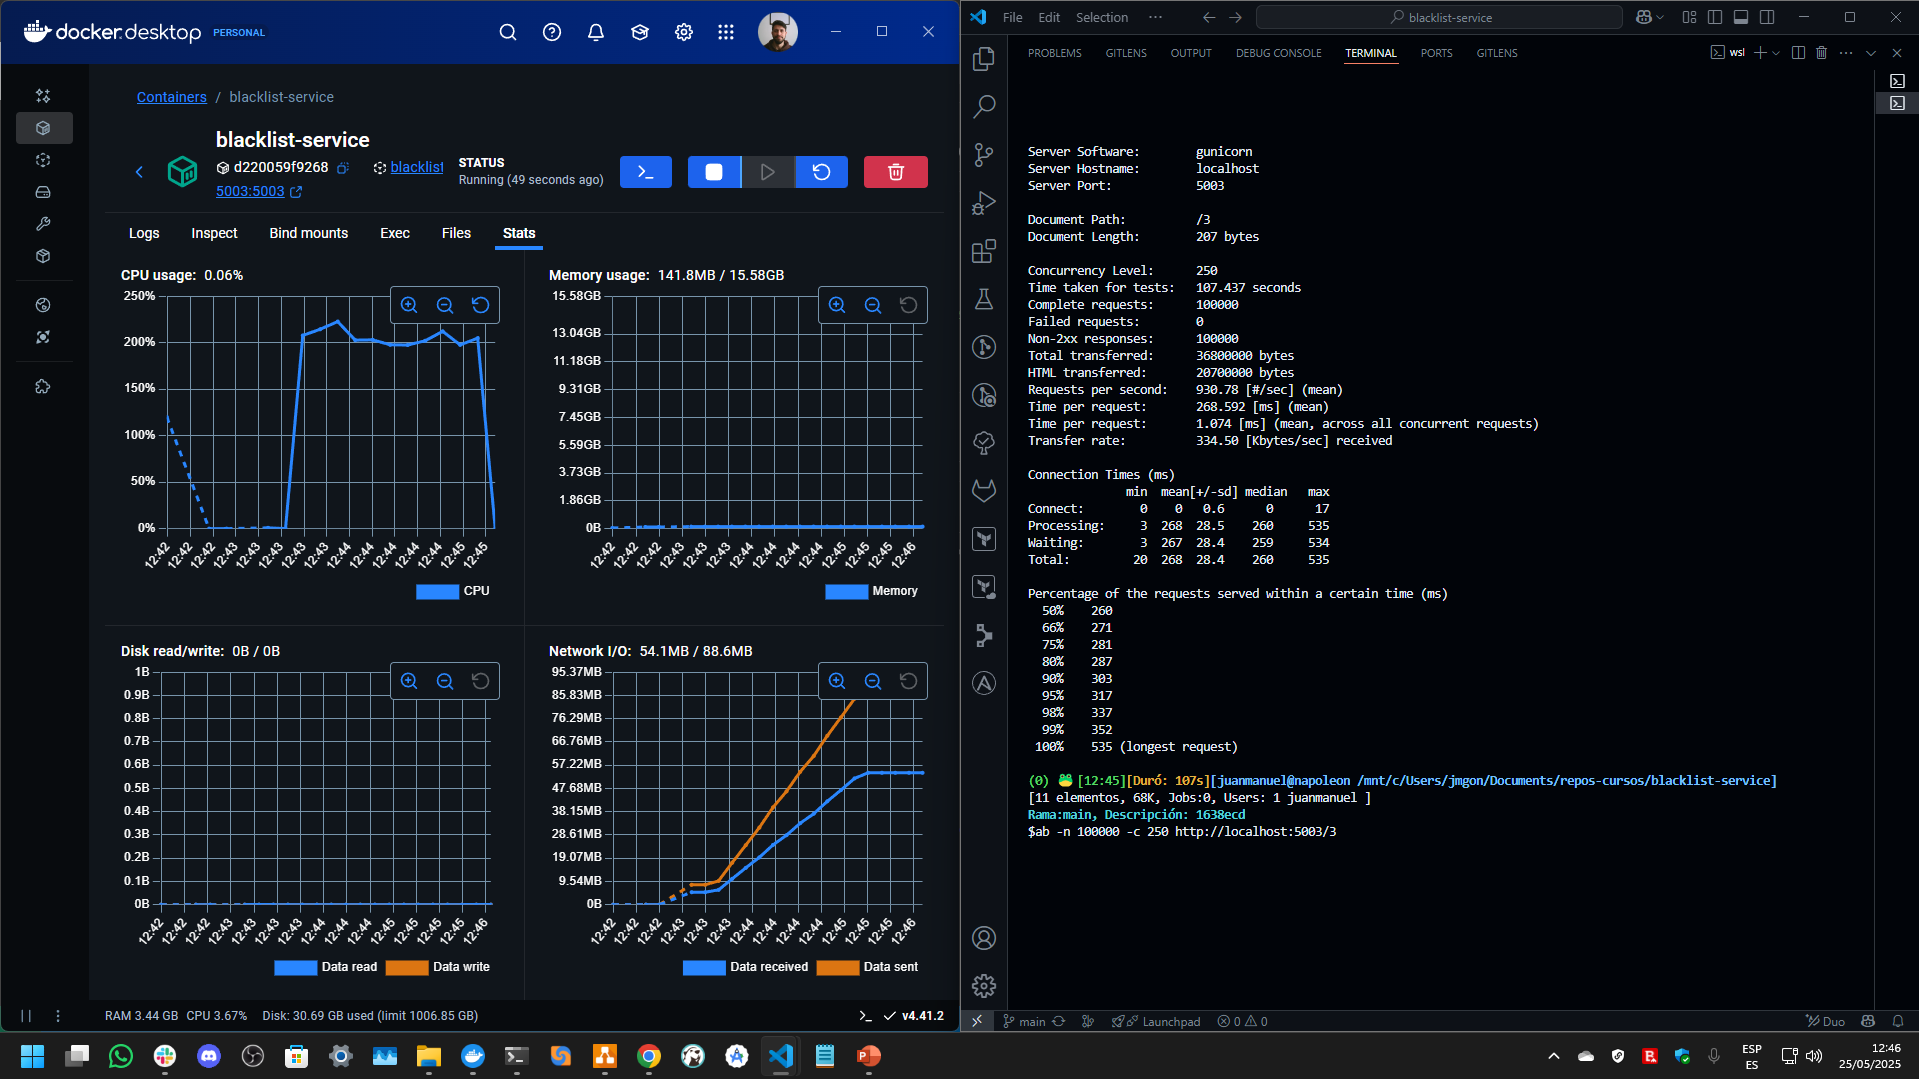 docker.desktop PERSONAL
Containers / blacklist-service
blacklist-service
d220059f9268 blacklist
5003:5003
STATUS
Running (49 seconds ago)
Logs Inspect Bind mounts Exec Files Stats
CPU usage: 0.06%
250%
200%
150%
100%
50%
0%
12:42 12:42 12:42 12:43 12:43 12:43 12:43 12:43 12:44 12:44 12:44 12:44 12:44 12:45 12:45
CPU
Memory usage: 141.8MB / 15.58GB
15.58GB
13.04GB
11.18GB
9.31GB
7.45GB
5.59GB
3.73GB
1.86GB
0B
12:42 12:42 12:42 12:43 12:43 12:43 12:44 12:44 12:44 12:44 12:45 12:45 12:45 12:46
Memory
Disk read/write: 0B / 0B
1B
0.9B
0.8B
0.7B
0.6B
0.5B
0.4B
0.3B
0.2B
0.1B
0B
12:42 12:42 12:42 12:43 12:43 12:43 12:43 12:44 12:44 12:44 12:45 12:45 12:45 12:45 12:46
Data read Data write
Network I/O: 54.1MB / 88.6MB
95.37MB
85.83MB
76.29MB
66.76MB
57.22MB
47.68MB
38.15MB
28.61MB
19.07MB
9.54MB
0B
12:42 12:42 12:42 12:43 12:43 12:43 12:44 12:44 12:44 12:44 12:45 12:45 12:45 12:46
Data received Data sent
RAM 3.44 GB CPU 3.67% Disk: 30.69 GB used (limit 1006.85 GB)
v4.41.2
File Edit Selection ···
blacklist-service
PROBLEMS GITLENS OUTPUT DEBUG CONSOLE TERMINAL PORTS GITLENS
wsl
Server Software: gunicorn
Server Hostname: localhost
Server Port: 5003
Document Path: /3
Document Length: 207 bytes
Concurrency Level: 250
Time taken for tests: 107.437 seconds
Complete requests: 100000
Failed requests: 0
Non-2xx responses: 100000
Total transferred: 36800000 bytes
HTML transferred: 20700000 bytes
Requests per second: 930.78 [#/sec] (mean)
Time per request: 268.592 [ms] (mean)
Time per request: 1.074 [ms] (mean, across all concurrent requests)
Transfer rate: 334.50 [Kbytes/sec] received
Connection Times (ms)
min mean[+/-sd] median max
Connect: 0 0 0.6 0 17
Processing: 3 268 28.5 260 535
Waiting: 3 267 28.4 259 534
Total: 20 268 28.4 260 535
Percentage of the requests served within a certain time (ms)
50% 260
66% 271
75% 281
80% 287
90% 303
95% 317
98% 337
99% 352
100% 535 (longest request)
(0) 🐸 [12:45][Duró: 107s][juanmanuel@napoleon /mnt/c/Users/jmgon/Documents/repos-cursos/blacklist-service]
[11 elementos, 68K, Jobs:0, Users: 1 juanmanuel ]
Rama:main, Descripción: 1638ecd
$ab -n 100000 -c 250 http://localhost:5003/3
main Launchpad 0 0 Duo
ESP
ES
12:46
25/05/2025